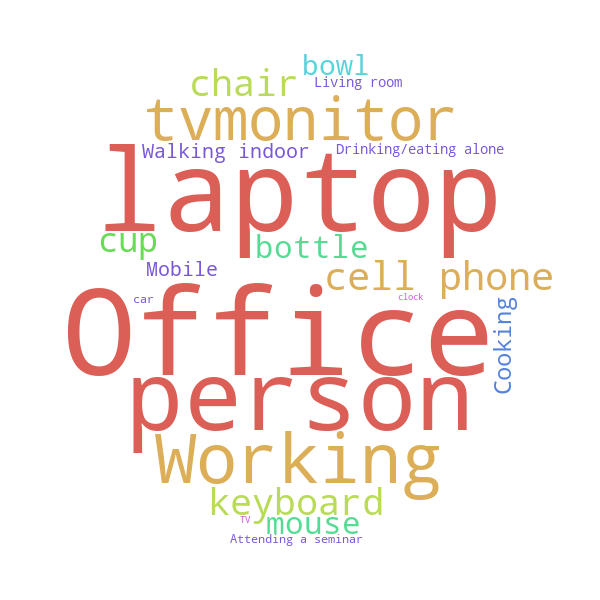 bowl
chair
Living room
tvmonitor
Walking indoor
Drinking/eating alone
laptop
cup
bottle
Mobile
cell phone
car
clock
Office
Cooking
person
Working
keyboard
TV
mouse
Attending a seminar